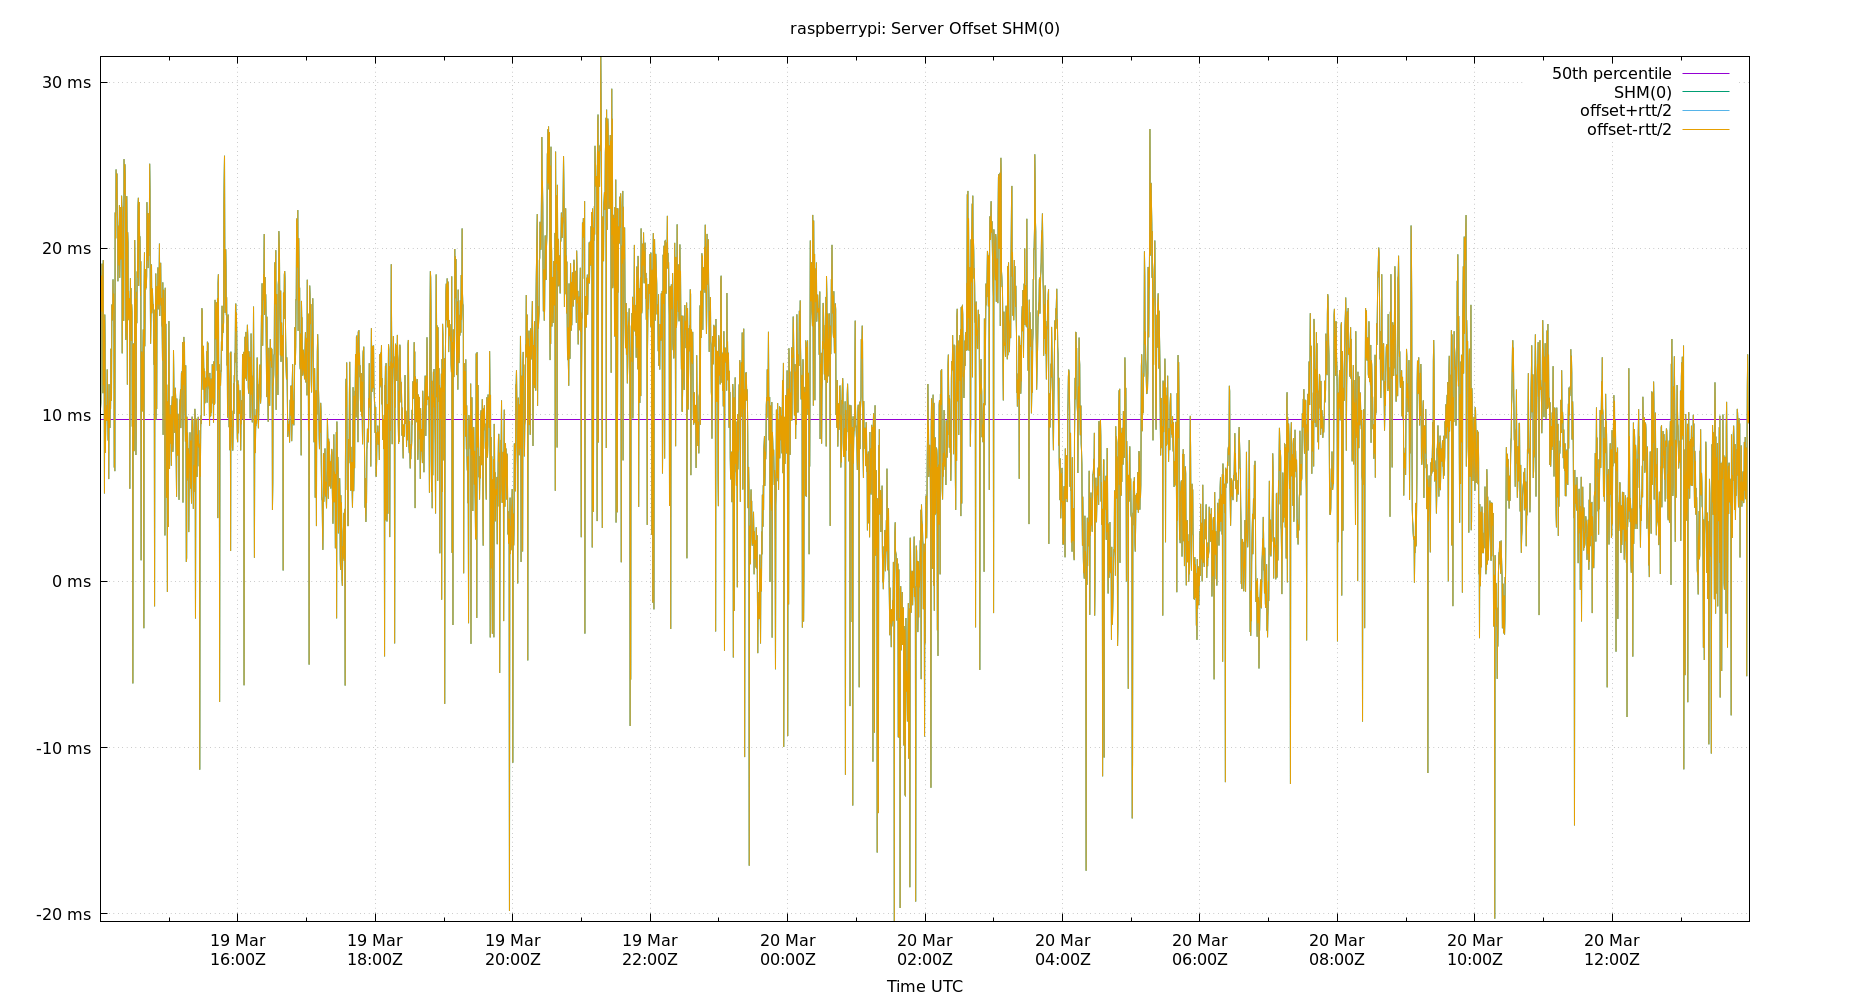 raspberrypi: Server Offset SHM(0)
30 ms
20 ms
10 ms
0 ms
-10 ms
-20 ms
50th percentile
SHM(0)
offset+rtt/2
offset-rtt/2
19 Mar 19 Mar 19 Mar 19 Mar 20 Mar 20 Mar 20 Mar 20 Mar 20 Mar 20 Mar 20 Mar
16:00Z 18:00Z 20:00Z 22:00Z 00:00Z 02:00Z 04:00Z 06:00Z 08:00Z 10:00Z 12:00Z
Time UTC